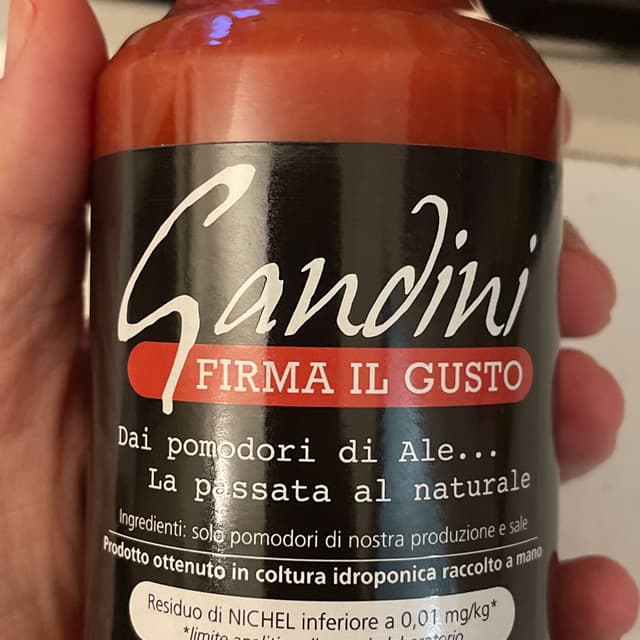 Gandini
FIRMA IL GUSTO
Dai pomodori di Ale...
La passata al naturale
Ingredienti: solo pomodori di nostra produzione e sale
Prodotto ottenuto in coltura idroponica raccolto a mano
Residuo di NICHEL inferiore a 0,01 mg/kg*
*limite